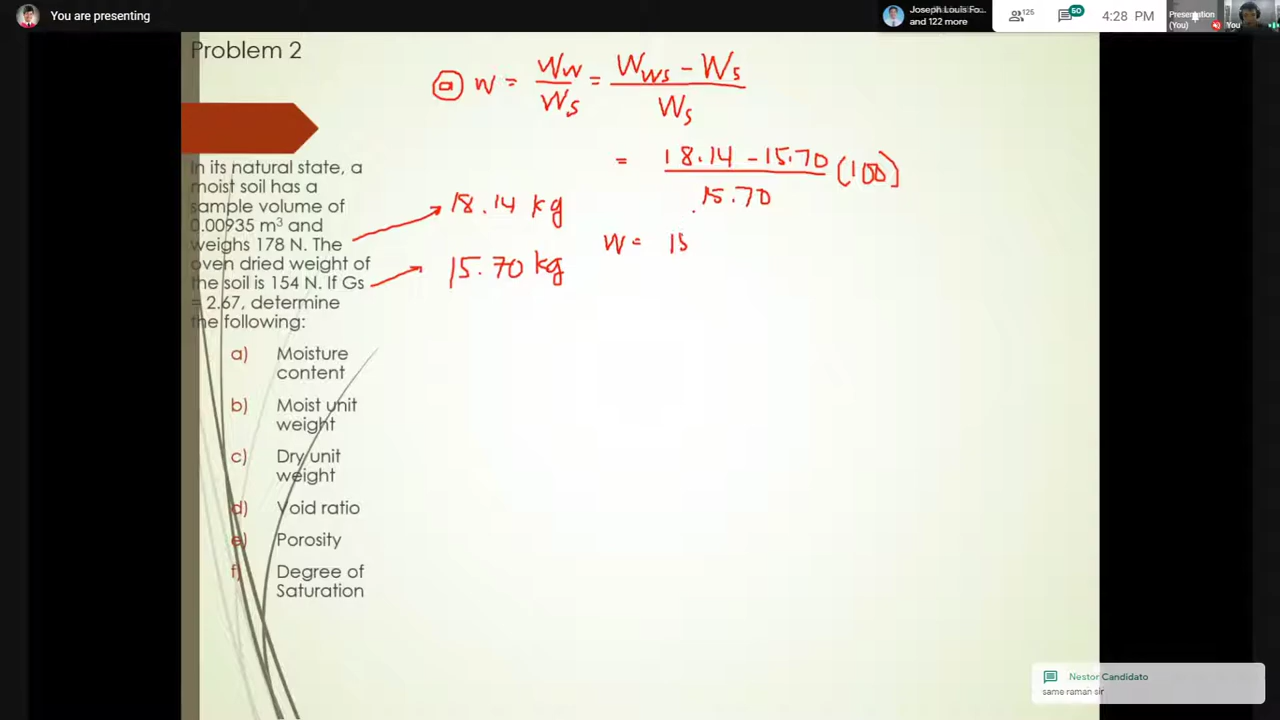 You are presenting
Joseph Louis Fo...
and 122 more
125
50
4:28 PM
Presentation
(You)
You
Problem 2
In its natural state, a
moist soil has a
sample volume of
0.00935 m³ and
weighs 178 N. The
oven dried weight of
the soil is 154 N. If Gs
= 2.67, determine
the following:
a) Moisture
content
b) Moist unit
weight
c) Dry unit
weight
d) Void ratio
e) Porosity
f) Degree of
Saturation
18.14 kg
15.70 kg
ⓐ W = Ww/Ws = (Wws - Ws)/Ws
= (18.14 - 15.70)/15.70 (100)
W = 15
Nestor Candidato
same raman sir